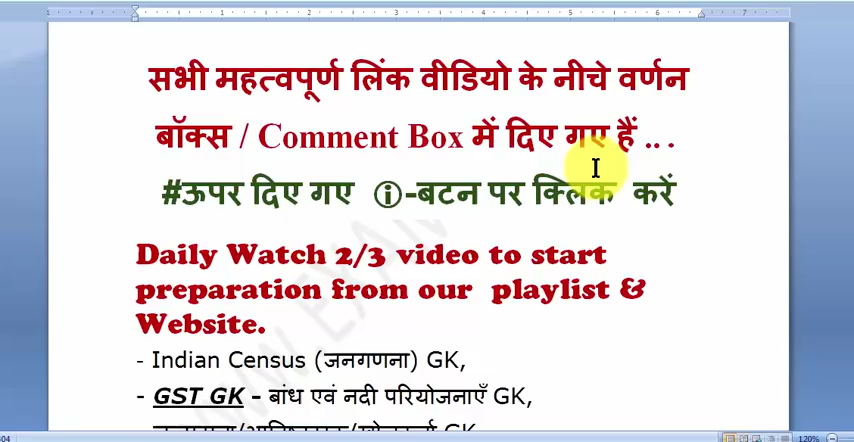 सभी महत्वपूर्ण लिंक वीडियो के नीचे वर्णन
बॉक्स / Comment Box में दिए गए हैं .. .
#ऊपर दिए गए ⓘ-बटन पर क्लिक करें
Daily Watch 2/3 video to start
preparation from our playlist &
Website.
- Indian Census (जनगणना) GK,
- GST GK – बांध एवं नदी परियोजनाएँ GK,
120%